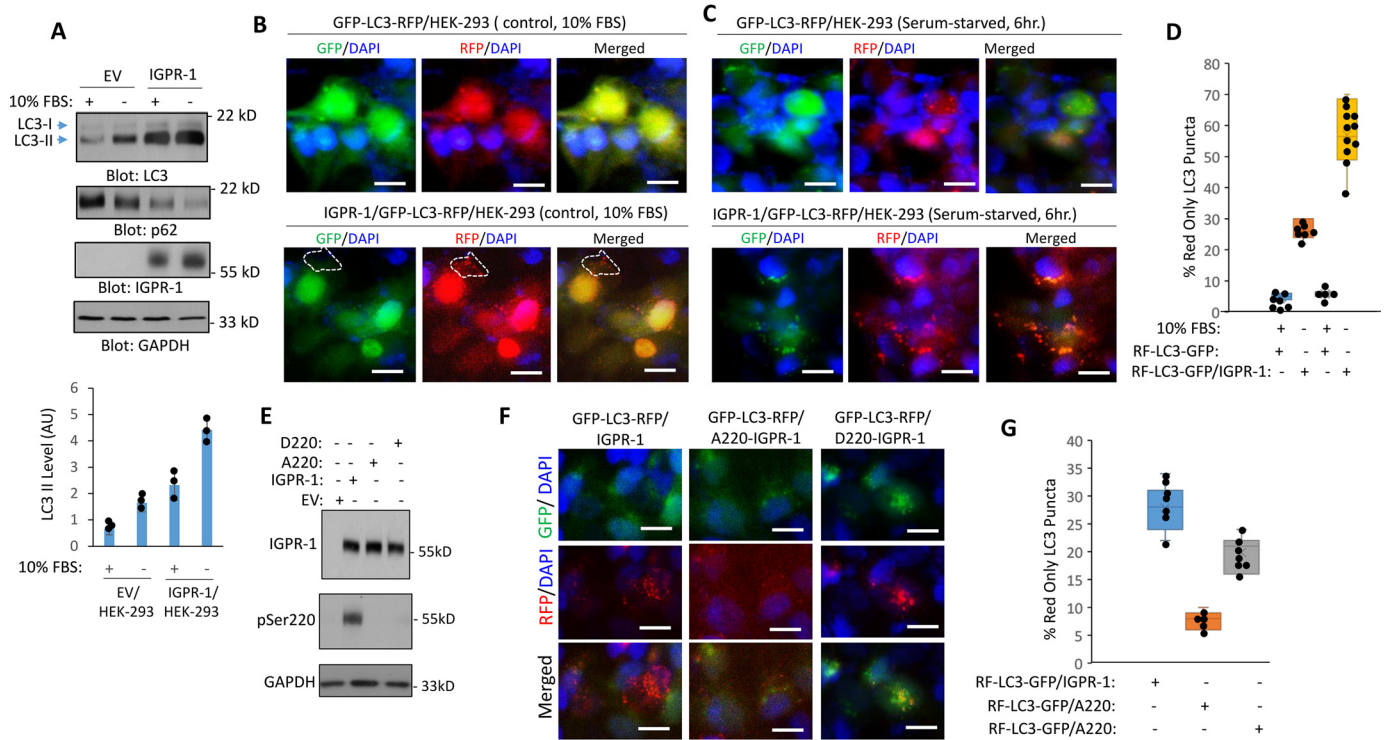 A
EV IGPR-1
10% FBS: + - + -
LC3-I
LC3-II
22 kD
Blot: LC3
22 kD
Blot: p62
55 kD
Blot: IGPR-1
33 kD
Blot: GAPDH
LC3 II Level (AU)
6
5
4
3
2
1
0
10% FBS: + - + -
EV/ IGPR-1/
HEK-293 HEK-293
B
GFP-LC3-RFP/HEK-293 ( control, 10% FBS)
GFP/DAPI RFP/DAPI Merged
IGPR-1/GFP-LC3-RFP/HEK-293 (control, 10% FBS)
GFP/DAPI RFP/DAPI Merged
C
GFP-LC3-RFP/HEK-293 (Serum-starved, 6hr.)
GFP/DAPI RFP/DAPI Merged
IGPR-1/GFP-LC3-RFP/HEK-293 (Serum-starved, 6hr.)
GFP/DAPI RFP/DAPI Merged
D
% Red Only LC3 Puncta
80
70
60
50
40
30
20
10
0
10% FBS: + - + -
RF-LC3-GFP: + - + -
RF-LC3-GFP/IGPR-1: - + - +
E
D220: - - - +
A220: - - + -
IGPR-1: - + - -
EV: + - - -
IGPR-1
55kD
pSer220
55kD
GAPDH
33kD
F
GFP-LC3-RFP/ GFP-LC3-RFP/ GFP-LC3-RFP/
IGPR-1 A220-IGPR-1 D220-IGPR-1
GFP/ DAPI
RFP/DAPI
Merged
G
% Red Only LC3 Puncta
40
35
30
25
20
15
10
5
0
RF-LC3-GFP/IGPR-1: + - -
RF-LC3-GFP/A220: - + -
RF-LC3-GFP/A220: - - +